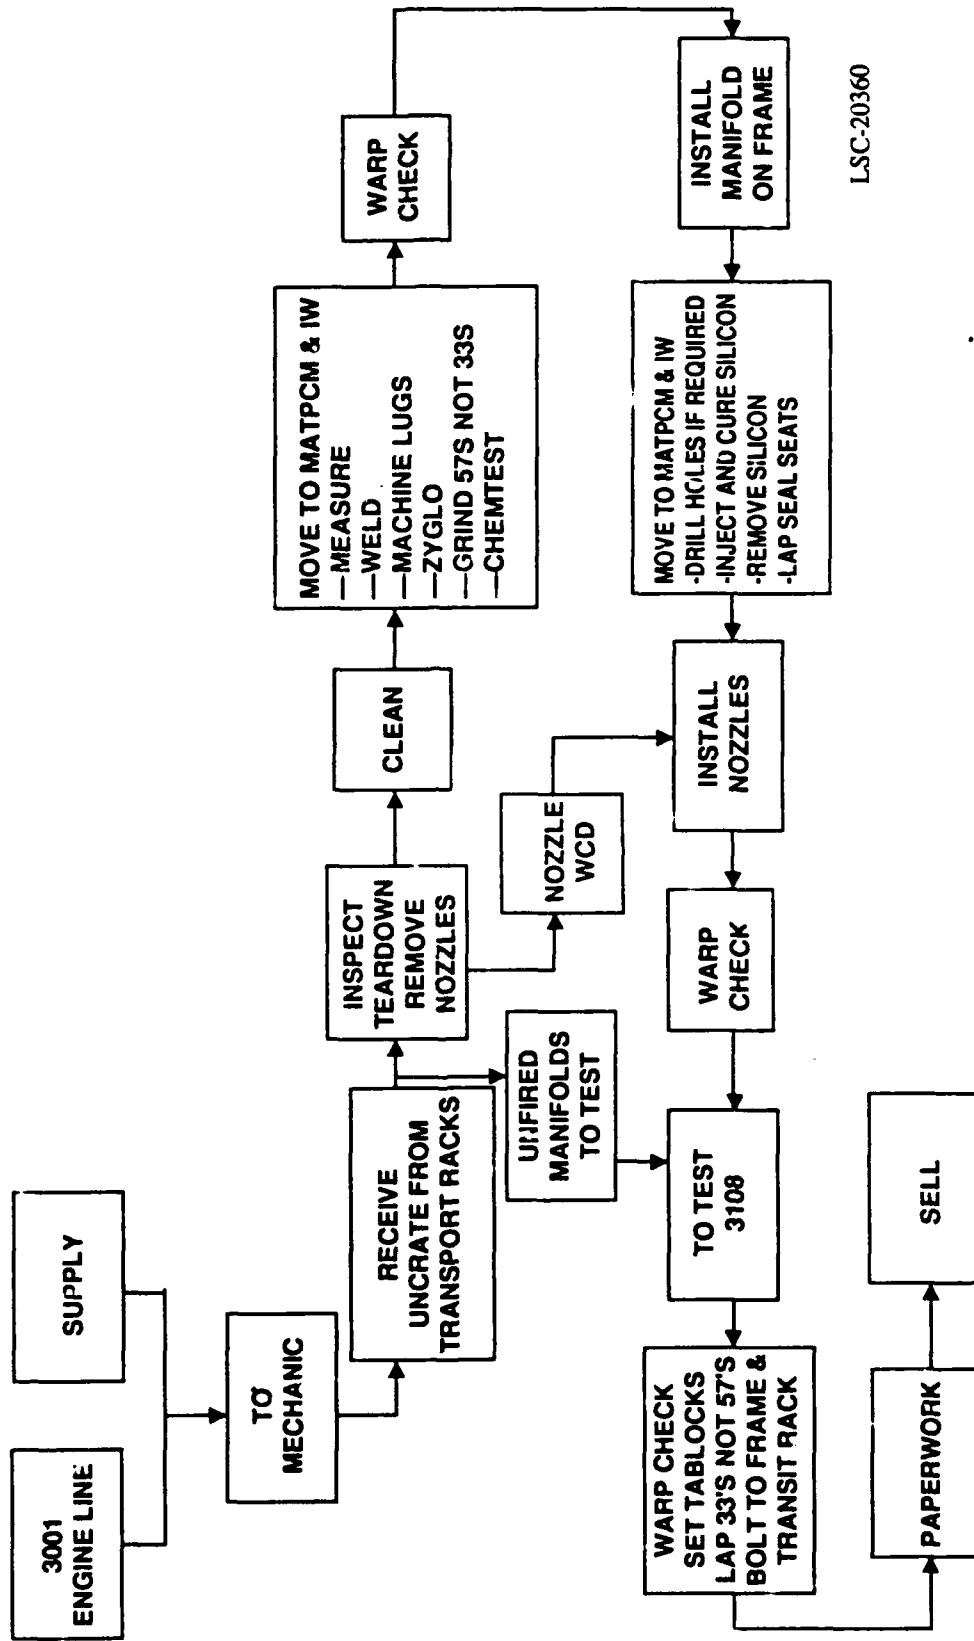 3001
ENGINE LINE
SUPPLY
TO
MECHANIC
RECEIVE
UNCRATE FROM
TRANSPORT RACKS
INSPECT
TEARDOWN
REMOVE
NOZZLES
CLEAN
MOVE TO MATPCM & IW
—MEASURE
—WELD
—MACHINE LUGS
—ZYGLO
—GRIND 57S NOT 33S
—CHEMTEST
WARP
CHECK
UNFIRED
MANIFOLDS
TO TEST
NOZZLE
WCD
INSTALL
MANIFOLD
ON FRAME
MOVE TO MATPCM & IW
-DRILL HOLES IF REQUIRED
-INJECT AND CURE SILICON
-REMOVE SILICON
-LAP SEAL SEATS
INSTALL
NOZZLES
WARP
CHECK
TO TEST
3108
WARP CHECK
SET TABLOCKS
LAP 33'S NOT 57'S
BOLT TO FRAME &
TRANSIT RACK
PAPERWORK
SELL
LSC-20360